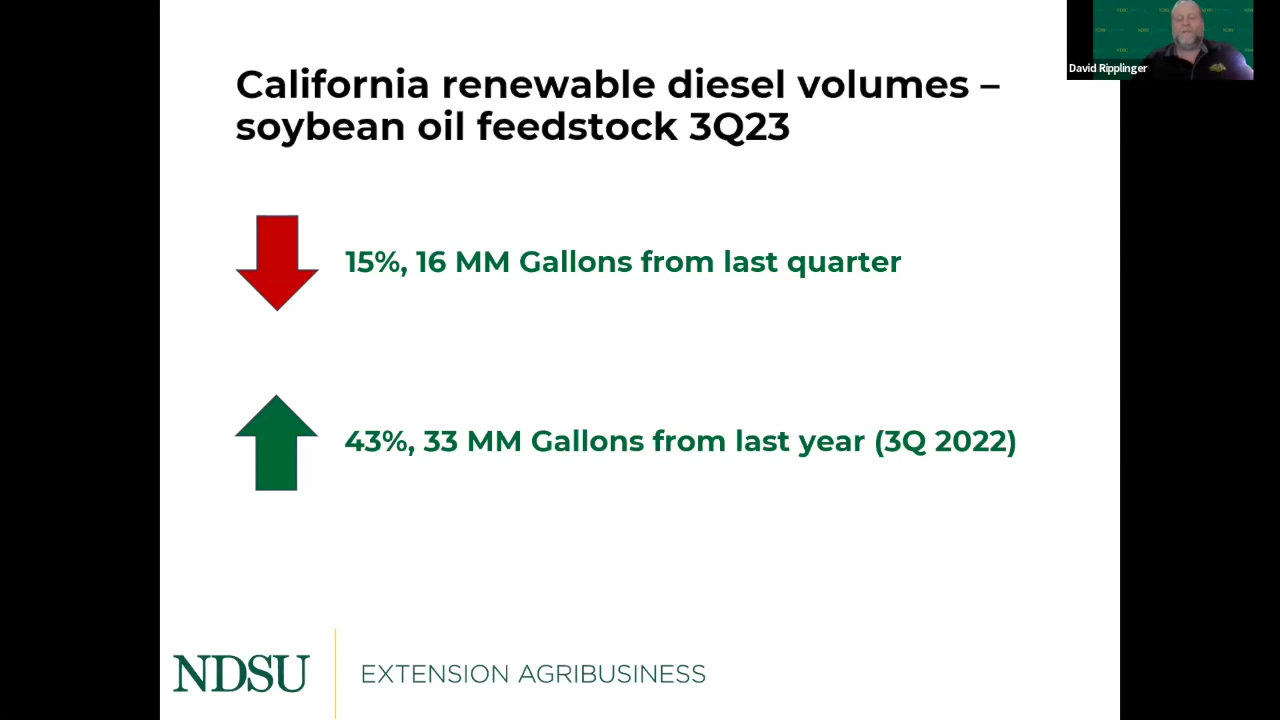 California renewable diesel volumes –
soybean oil feedstock 3Q23
David Ripplinger
15%, 16 MM Gallons from last quarter
43%, 33 MM Gallons from last year (3Q 2022)
NDSU
EXTENSION AGRIBUSINESS